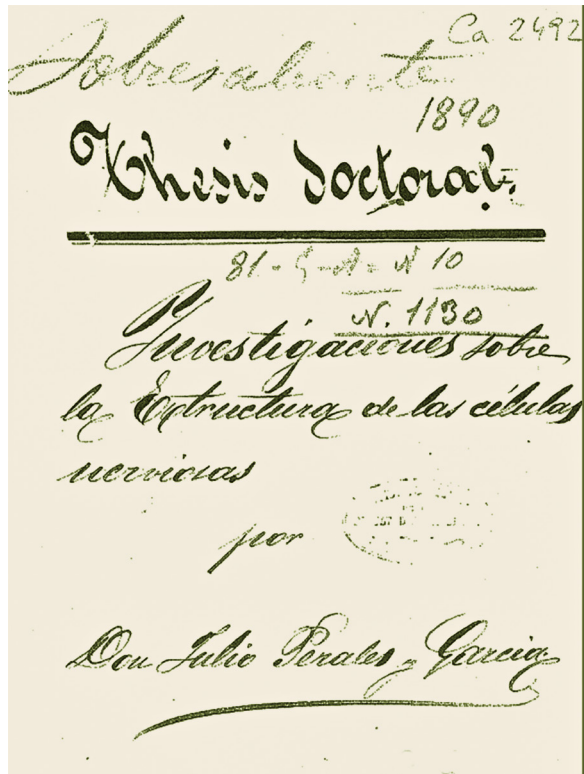 Ca 2492
Sobresaliente
1890
Thesis doctoral.
81-5-A-N 10
N. 1130
Investigaciones sobre
la Estructura de las células
nerviosas
por
Don Julio Perales y Garcia